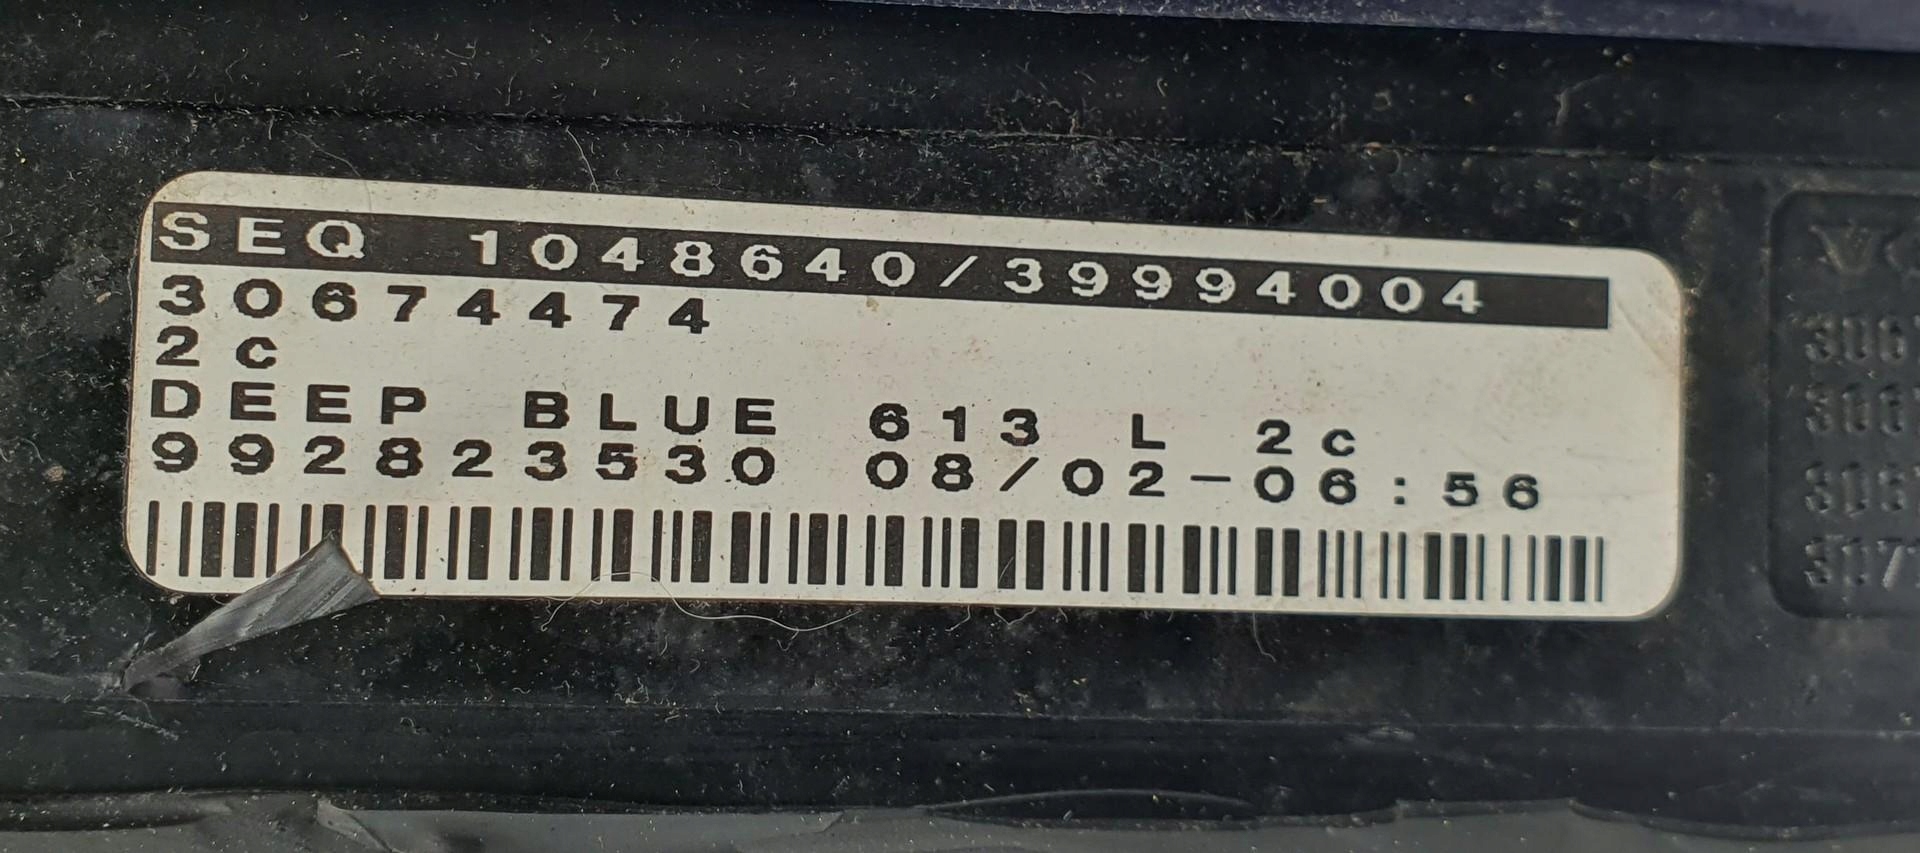 SEQ 1048640/39994004
30674474
2c
DEEP BLUE 613 L 2c
992823530 08/02-06:56